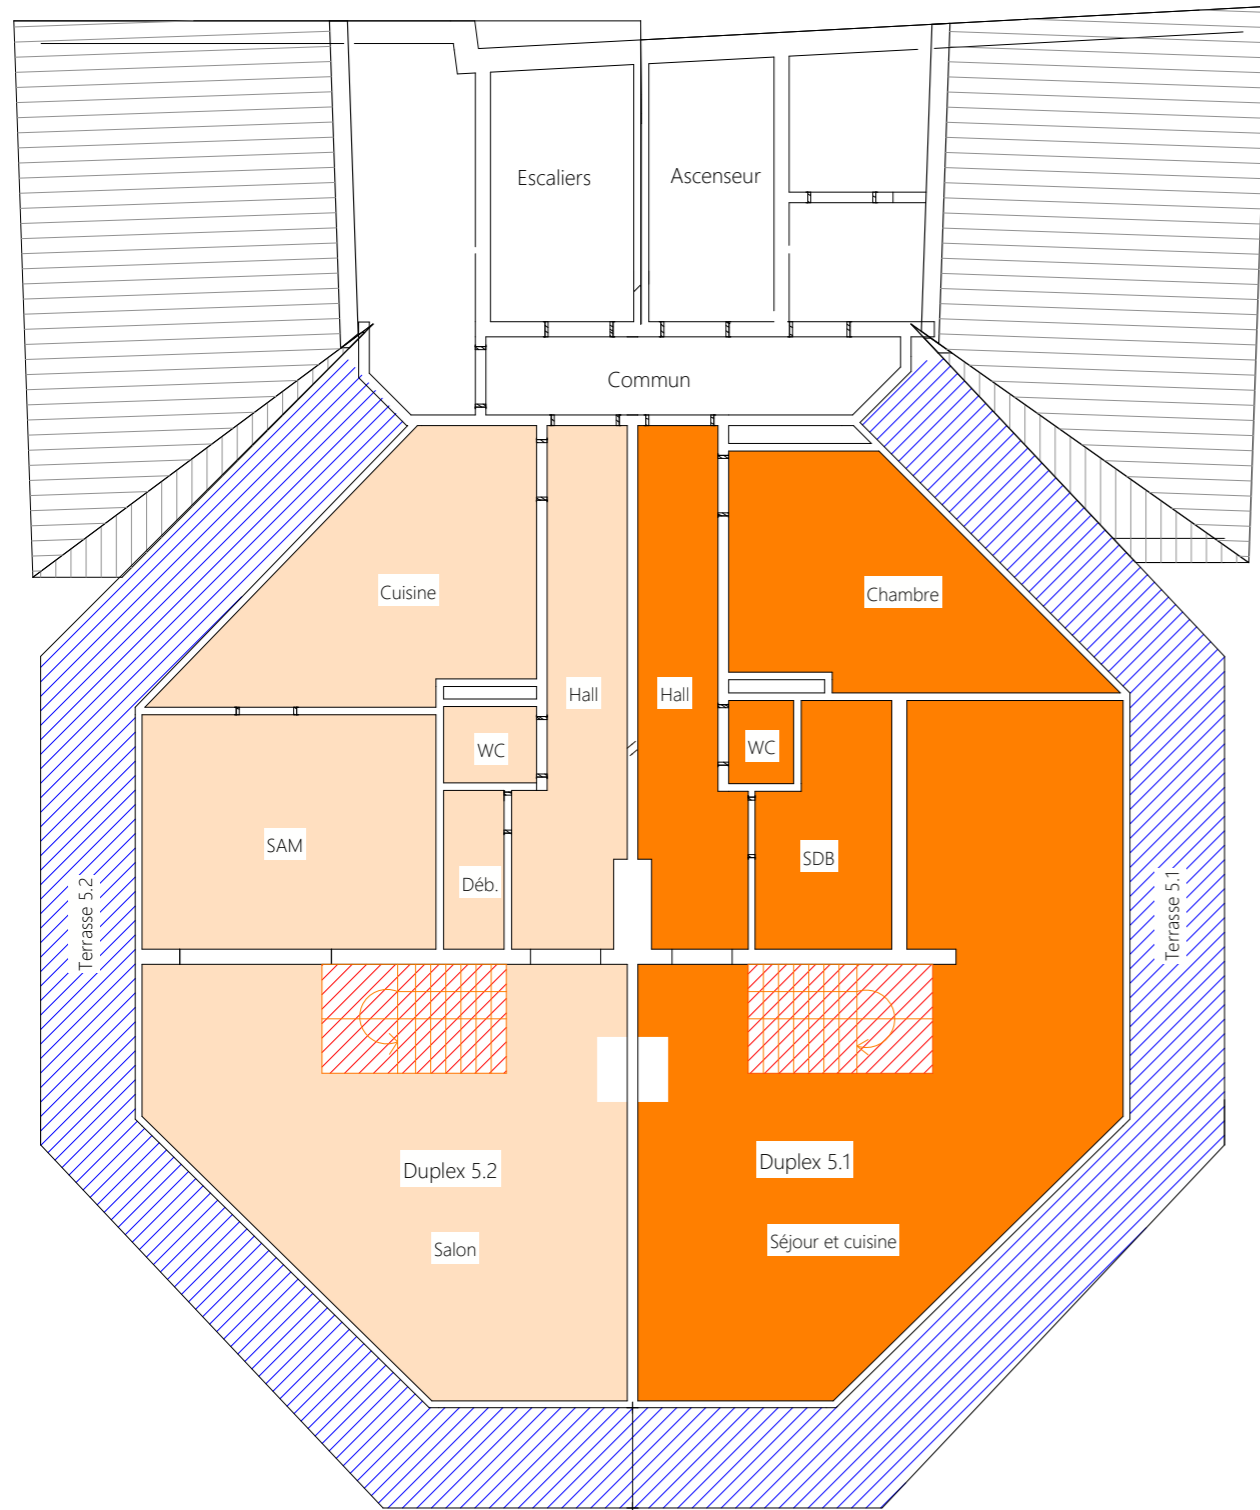 Escaliers
Ascenseur
Commun
Cuisine
Chambre
Hall
Hall
WC
WC
SAM
SDB
Déb.
Terrasse 5.2
Terrasse 5.1
Duplex 5.2
Duplex 5.1
Salon
Séjour et cuisine